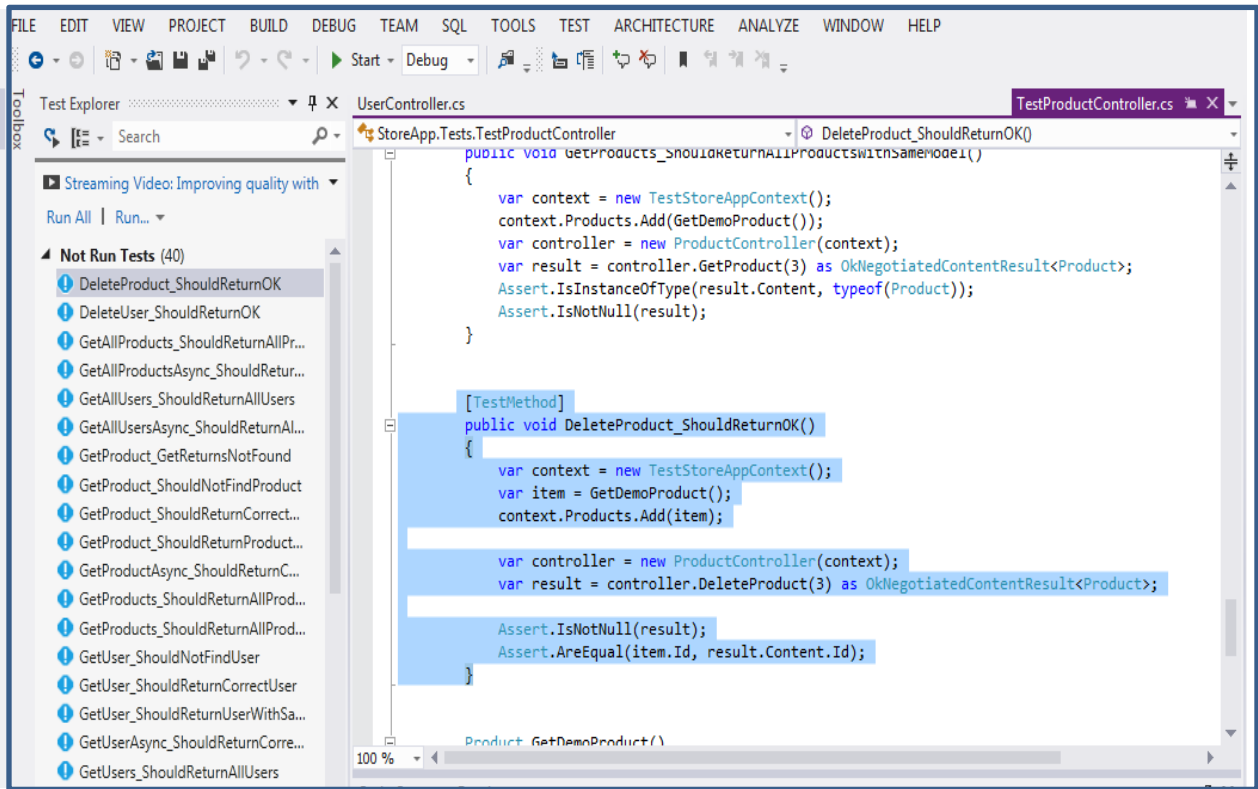 FILE EDIT VIEW PROJECT BUILD DEBUG TEAM SQL TOOLS TEST ARCHITECTURE ANALYZE WINDOW HELP
Start Debug
Toolbox
Test Explorer
Search
Streaming Video: Improving quality with
Run All | Run...
Not Run Tests (40)
DeleteProduct_ShouldReturnOK
DeleteUser_ShouldReturnOK
GetAllProducts_ShouldReturnAllPr...
GetAllProductsAsync_ShouldRetur...
GetAllUsers_ShouldReturnAllUsers
GetAllUsersAsync_ShouldReturnAl...
GetProduct_GetReturnsNotFound
GetProduct_ShouldNotFindProduct
GetProduct_ShouldReturnCorrect...
GetProduct_ShouldReturnProduct...
GetProductAsync_ShouldReturnC...
GetProducts_ShouldReturnAllProd...
GetProducts_ShouldReturnAllProd...
GetUser_ShouldNotFindUser
GetUser_ShouldReturnCorrectUser
GetUser_ShouldReturnUserWithSa...
GetUserAsync_ShouldReturnCorre...
GetUsers_ShouldReturnAllUsers
UserController.cs TestProductController.cs
StoreApp.Tests.TestProductController DeleteProduct_ShouldReturnOK()
public void GetProducts_ShouldReturnAllProductsWithSameModel()
{
var context = new TestStoreAppContext();
context.Products.Add(GetDemoProduct());
var controller = new ProductController(context);
var result = controller.GetProduct(3) as OkNegotiatedContentResult<Product>;
Assert.IsInstanceOfType(result.Content, typeof(Product));
Assert.IsNotNull(result);
}
[TestMethod]
public void DeleteProduct_ShouldReturnOK()
{
var context = new TestStoreAppContext();
var item = GetDemoProduct();
context.Products.Add(item);
var controller = new ProductController(context);
var result = controller.DeleteProduct(3) as OkNegotiatedContentResult<Product>;
Assert.IsNotNull(result);
Assert.AreEqual(item.Id, result.Content.Id);
}
Product GetDemoProduct()
100 %